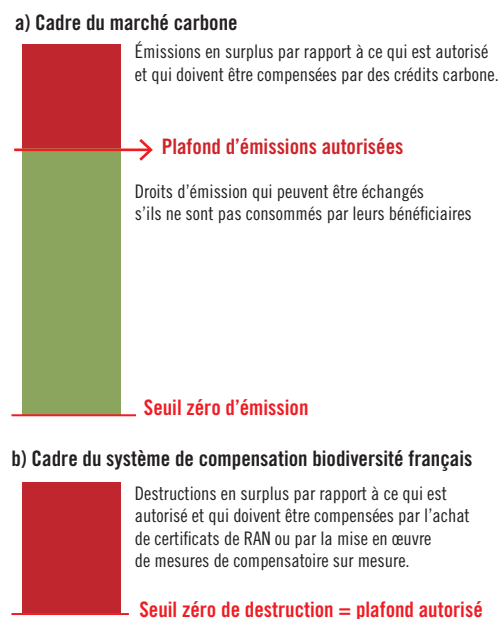 a) Cadre du marché carbone
Émissions en surplus par rapport à ce qui est autorisé
et qui doivent être compensées par des crédits carbone.
Plafond d’émissions autorisées
Droits d’émission qui peuvent être échangés
s’ils ne sont pas consommés par leurs bénéficiaires
Seuil zéro d’émission
b) Cadre du système de compensation biodiversité français
Destructions en surplus par rapport à ce qui est
autorisé et qui doivent être compensées par l’achat
de certificats de RAN ou par la mise en œuvre
de mesures de compensatoire sur mesure.
Seuil zéro de destruction = plafond autorisé